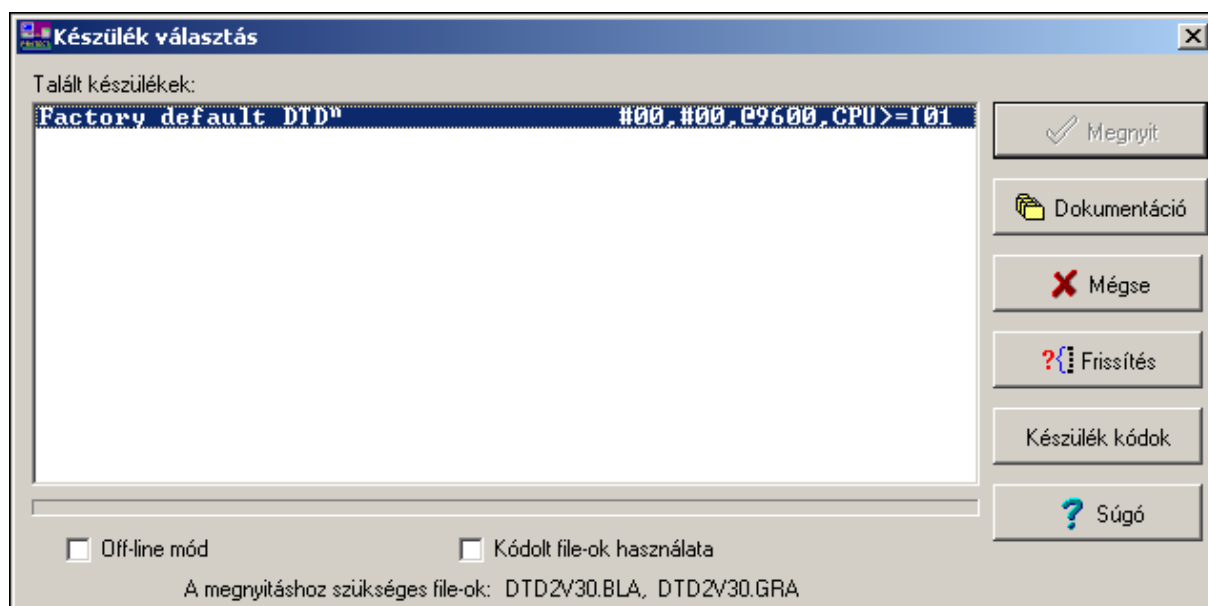 Készülék választás
Talált készülékek:
Factory default DTD" #00,#00,@9600,CPU>=I01
Megnyit
Dokumentáció
Mégse
Frissítés
Készülék kódok
Súgó
Off-line mód
Kódolt file-ok használata
A megnyitáshoz szükséges file-ok: DTD2V30.BLA, DTD2V30.GRA